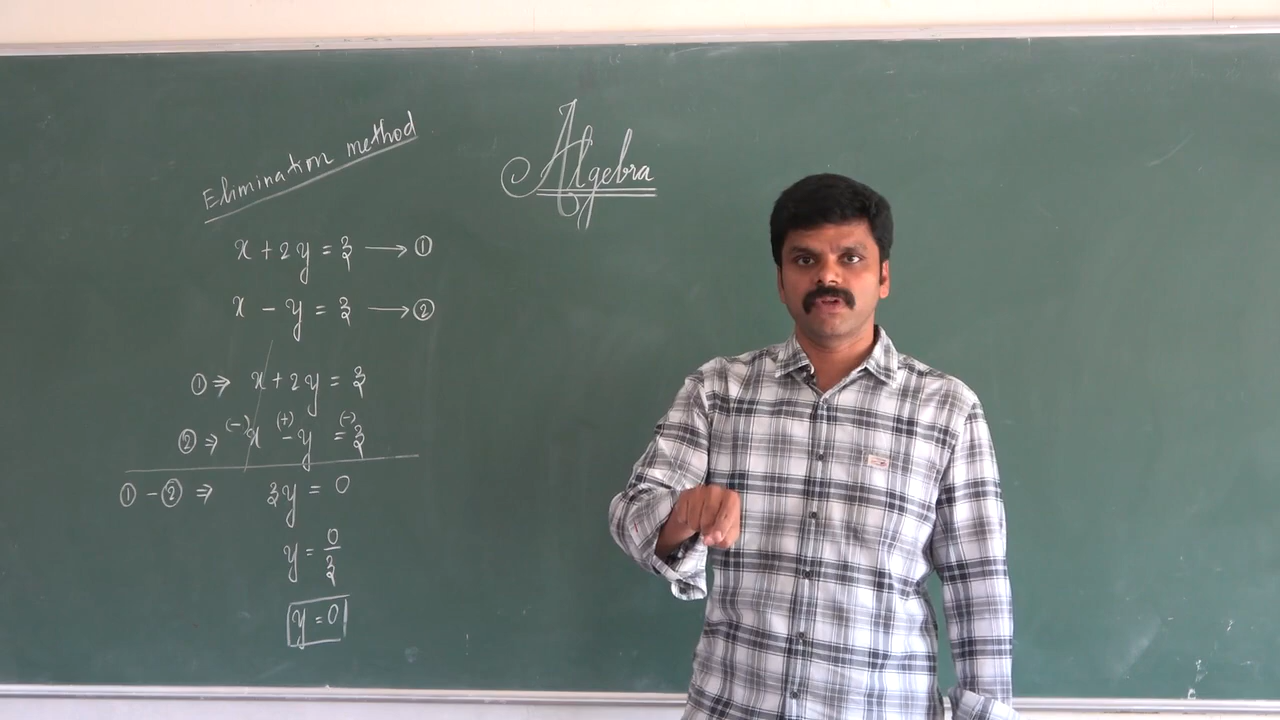 Elimination method
Algebra
x + 2y = 3 → ①
x - y = 3 → ②
① ⇒ x + 2y = 3
(-) (+) (-)
② ⇒ x - y = 3
① - ② ⇒ 3y = 0
y = 0/3
y = 0